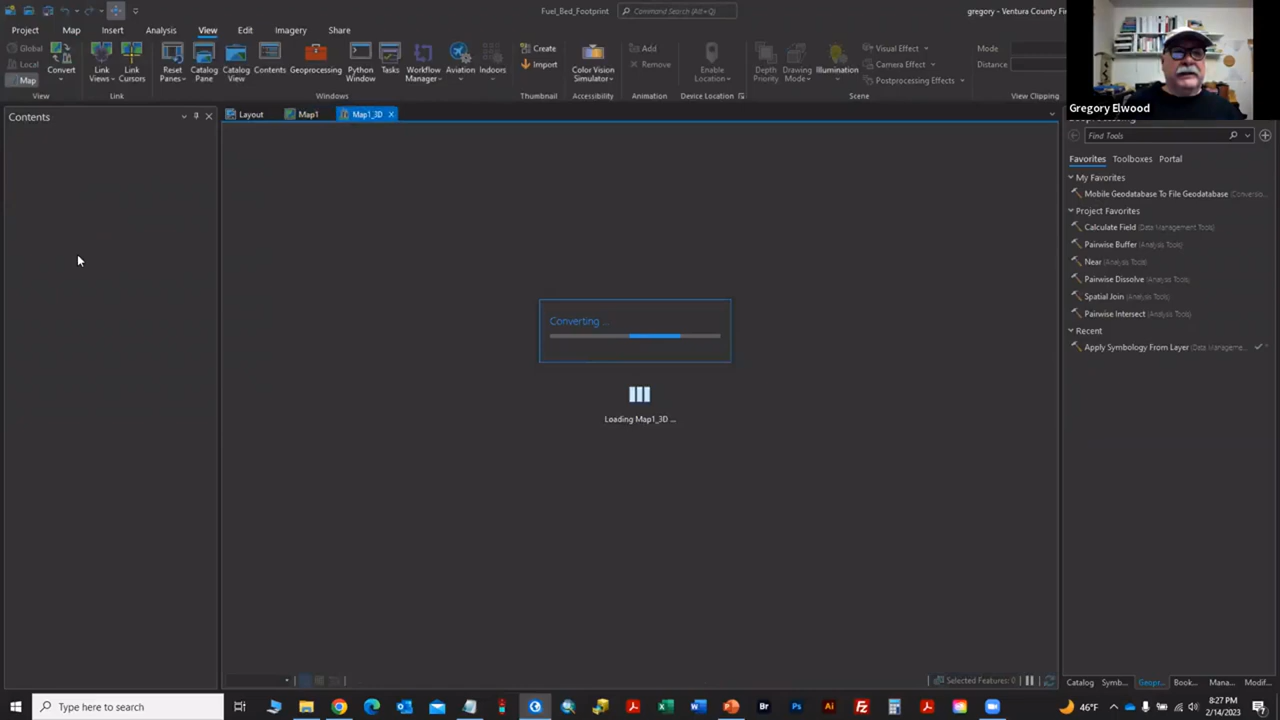 Fuel_Bed_Footprint
Command Search (Alt+Q)
gregory - Ventura County Fi
Project Map Insert Analysis View Edit Imagery Share
Global
Local
Map
Convert
Link Views
Link Cursors
Reset Panes
Catalog Pane
Catalog View
Contents
Geoprocessing
Python Window
Tasks
Workflow Manager
Aviation
Indoors
Create
Import
Color Vision Simulator
Add
Remove
Enable Location
Depth Priority
Drawing Mode
Illumination
Visual Effect
Camera Effect
Postprocessing Effects
Mode
Distance
View Link Windows Thumbnail Accessibility Animation Device Location Scene View Clipping
Gregory Elwood
Contents
Layout Map1 Map1_3D
Converting ...
Loading Map1_3D ...
Find Tools
Favorites Toolboxes Portal
My Favorites
Mobile Geodatabase To File Geodatabase (Conversio...
Project Favorites
Calculate Field (Data Management Tools)
Pairwise Buffer (Analysis Tools)
Near (Analysis Tools)
Pairwise Dissolve (Analysis Tools)
Spatial Join (Analysis Tools)
Pairwise Intersect (Analysis Tools)
Recent
Apply Symbology From Layer (Data Manageme...
Selected Features: 0
Catalog Symb... Geopr... Book... Mana... Modif...
Type here to search
46°F
8:27 PM
2/14/2023